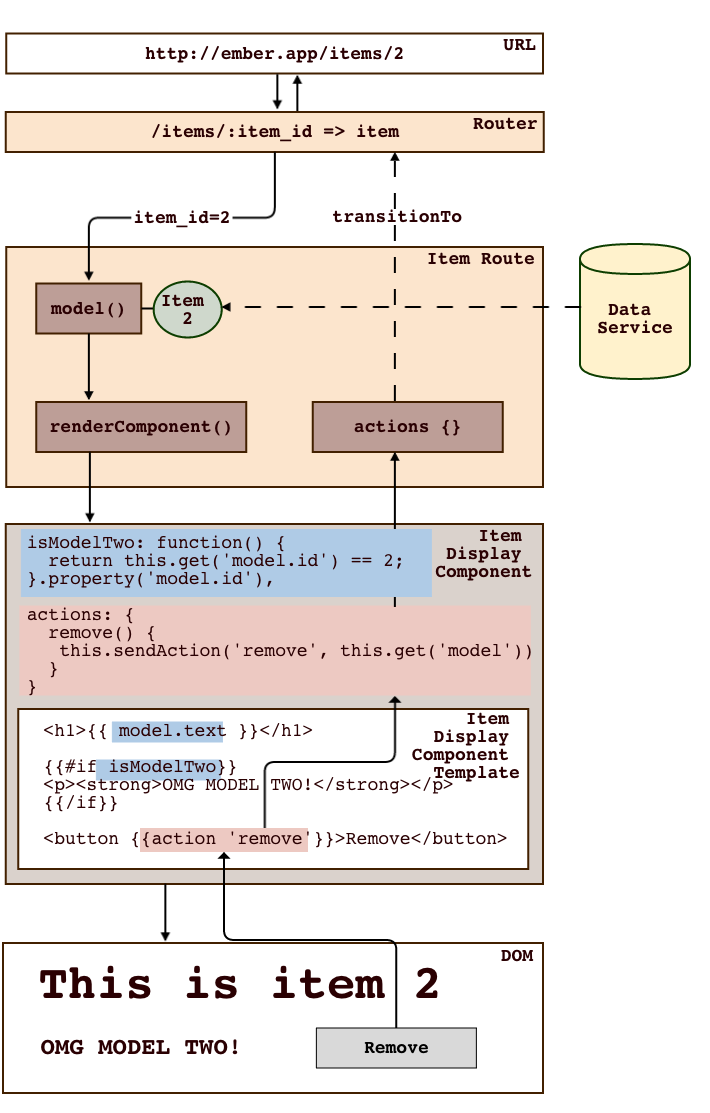 URL
http://ember.app/items/2
Router
/items/:item_id => item
item_id=2
transitionTo
Item Route
model()
Item
2
Data
Service
renderComponent()
actions {}
Item
Display
Component
isModelTwo: function() {
return this.get('model.id') == 2;
}.property('model.id'),
actions: {
remove() {
this.sendAction('remove', this.get('model'))
}
}
Item
Display
Component
Template
<h1>{{ model.text }}</h1>
{{#if isModelTwo}}
<p><strong>OMG MODEL TWO!</strong></p>
{{/if}}
<button {{action 'remove'}}>Remove</button>
DOM
This is item 2
OMG MODEL TWO!
Remove